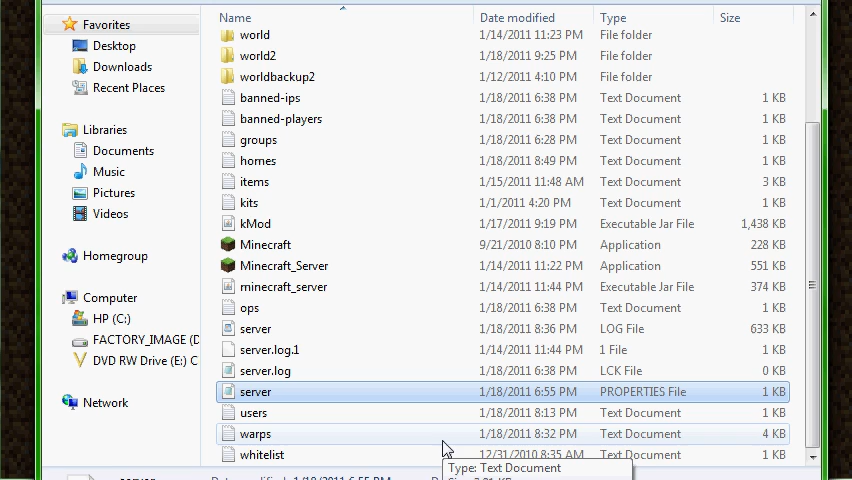 Favorites
Desktop
Downloads
Recent Places
Libraries
Documents
Music
Pictures
Videos
Homegroup
Computer
HP (C:)
FACTORY_IMAGE (D
DVD RW Drive (E:) C
Network
Name Date modified Type Size
world 1/14/2011 11:23 PM File folder
world2 1/18/2011 9:25 PM File folder
worldbackup2 1/12/2011 4:10 PM File folder
banned-ips 1/18/2011 6:38 PM Text Document 1 KB
banned-players 1/18/2011 6:38 PM Text Document 1 KB
groups 1/18/2011 6:28 PM Text Document 1 KB
homes 1/18/2011 8:49 PM Text Document 1 KB
items 1/15/2011 11:48 AM Text Document 3 KB
kits 1/1/2011 4:20 PM Text Document 1 KB
kMod 1/17/2011 9:19 PM Executable Jar File 1,438 KB
Minecraft 9/21/2010 8:10 PM Application 228 KB
Minecraft_Server 1/14/2011 11:22 PM Application 551 KB
minecraft_server 1/14/2011 11:44 PM Executable Jar File 374 KB
ops 1/18/2011 6:38 PM Text Document 1 KB
server 1/18/2011 8:36 PM LOG File 633 KB
server.log.1 1/14/2011 11:44 PM 1 File 1 KB
server.log 1/18/2011 6:38 PM LCK File 0 KB
server 1/18/2011 6:55 PM PROPERTIES File 1 KB
users 1/18/2011 8:13 PM Text Document 1 KB
warps 1/18/2011 8:32 PM Text Document 4 KB
whitelist 12/31/2010 8:35 AM Text Document 1 KB
Type: Text Document